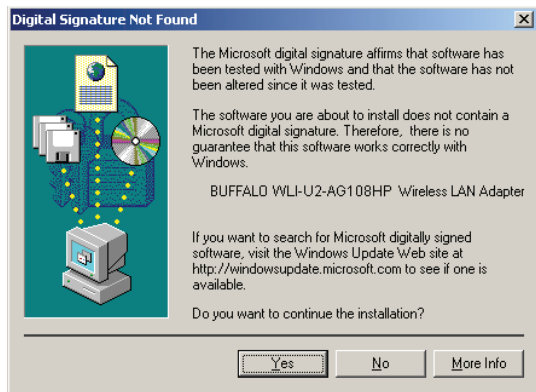 Digital Signature Not Found
The Microsoft digital signature affirms that software has
been tested with Windows and that the software has not
been altered since it was tested.
The software you are about to install does not contain a
Microsoft digital signature. Therefore, there is no
guarantee that this software works correctly with
Windows.
BUFFALO WLI-U2-AG108HP Wireless LAN Adapter
If you want to search for Microsoft digitally signed
software, visit the Windows Update Web site at
http://windowsupdate.microsoft.com to see if one is
available.
Do you want to continue the installation?
Yes No More Info